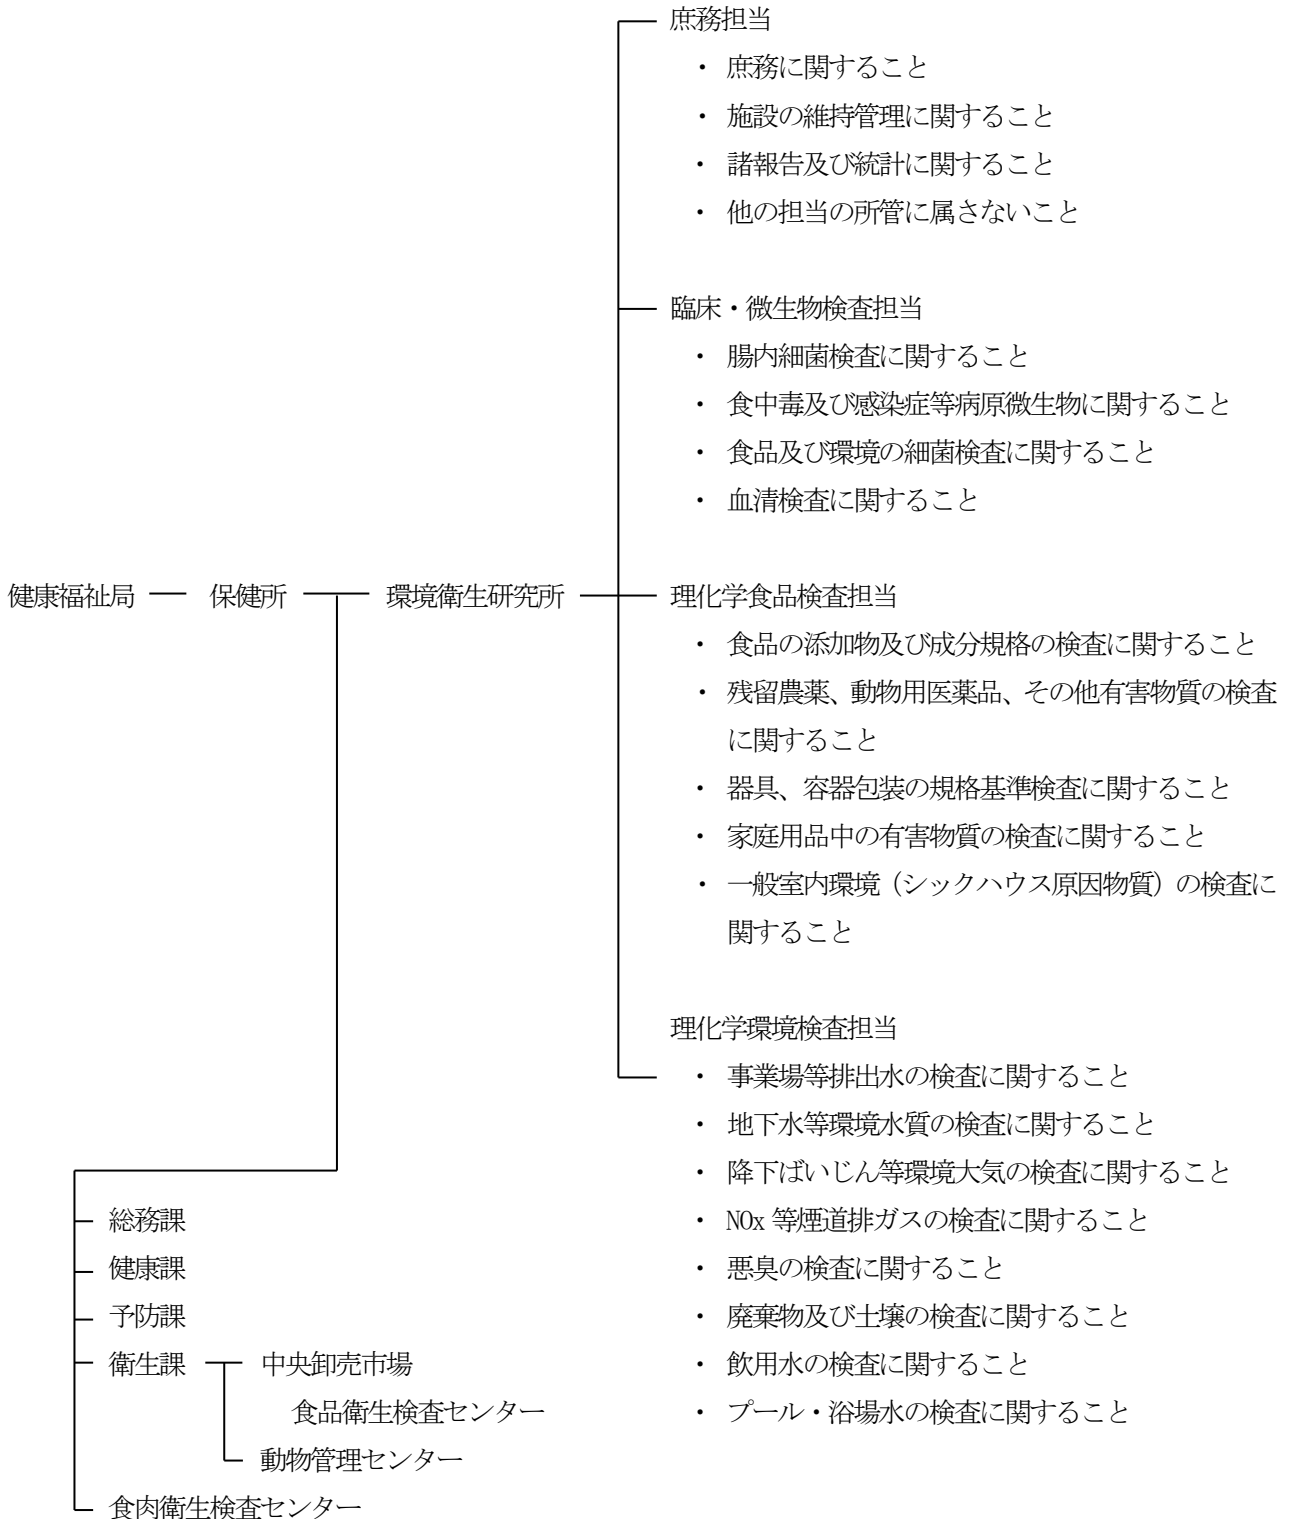 庶務担当
・ 庶務に関すること
・ 施設の維持管理に関すること
・ 諸報告及び統計に関すること
・ 他の担当の所管に属さないこと
臨床・微生物検査担当
・ 腸内細菌検査に関すること
・ 食中毒及び感染症等病原微生物に関すること
・ 食品及び環境の細菌検査に関すること
・ 血清検査に関すること
健康福祉局 保健所 環境衛生研究所 理化学食品検査担当
・ 食品の添加物及び成分規格の検査に関すること
・ 残留農薬、動物用医薬品、その他有害物質の検査
に関すること
・ 器具、容器包装の規格基準検査に関すること
・ 家庭用品中の有害物質の検査に関すること
・ 一般室内環境（シックハウス原因物質）の検査に
関すること
理化学環境検査担当
・ 事業場等排出水の検査に関すること
・ 地下水等環境水質の検査に関すること
・ 降下ばいじん等環境大気の検査に関すること
・ NOx 等煙道排ガスの検査に関すること
・ 悪臭の検査に関すること
・ 廃棄物及び土壌の検査に関すること
・ 飲用水の検査に関すること
・ プール・浴場水の検査に関すること
総務課
健康課
予防課
衛生課 中央卸売市場
食品衛生検査センター
動物管理センター
食肉衛生検査センター